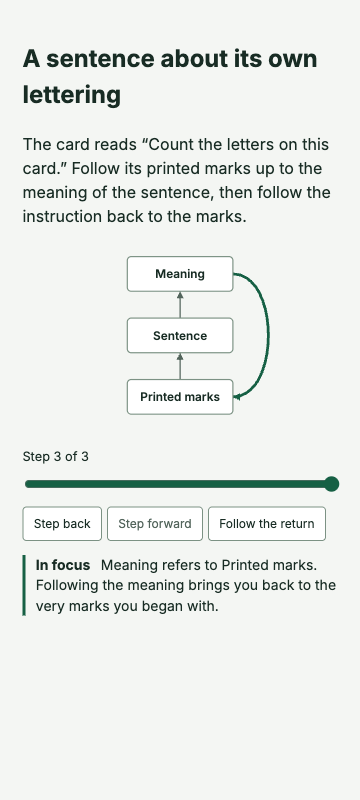 A sentence about its own
lettering
The card reads “Count the letters on this
card.” Follow its printed marks up to the
meaning of the sentence, then follow the
instruction back to the marks.
Meaning
Sentence
Printed marks
Step 3 of 3
Step back
Step forward
Follow the return
In focus Meaning refers to Printed marks.
Following the meaning brings you back to the
very marks you began with.